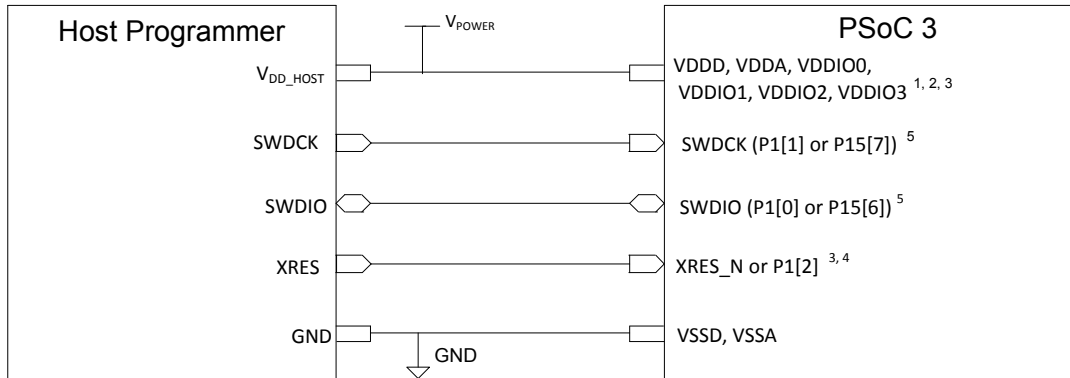 Host Programmer
V_POWER
PSoC 3
V_DD_HOST
VDDD, VDDA, VDDIO0,
VDDIO1, VDDIO2, VDDIO3 1, 2, 3
SWDCK
SWDCK (P1[1] or P15[7]) 5
SWDIO
SWDIO (P1[0] or P15[6]) 5
XRES
XRES_N or P1[2] 3, 4
GND
GND
VSSD, VSSA